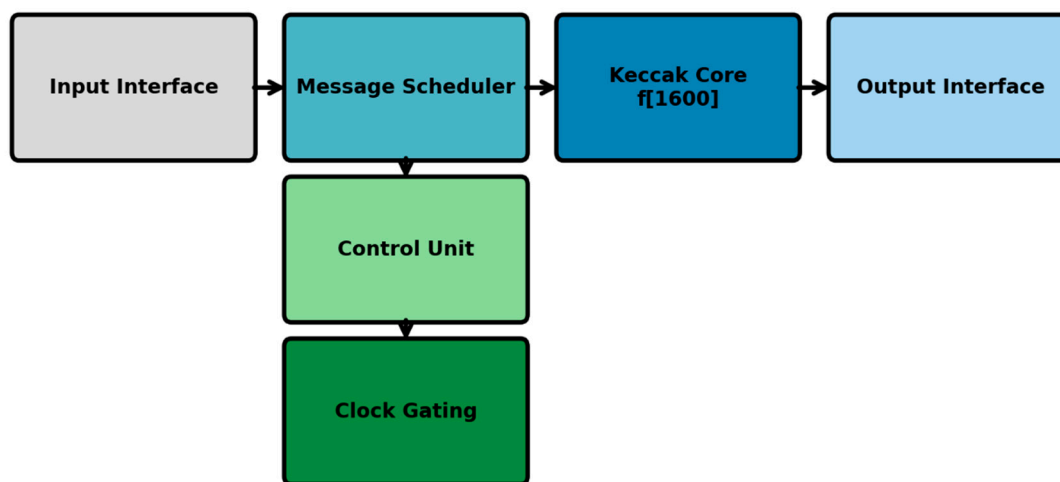 Input Interface
Message Scheduler
Keccak Core
f[1600]
Output Interface
Control Unit
Clock Gating